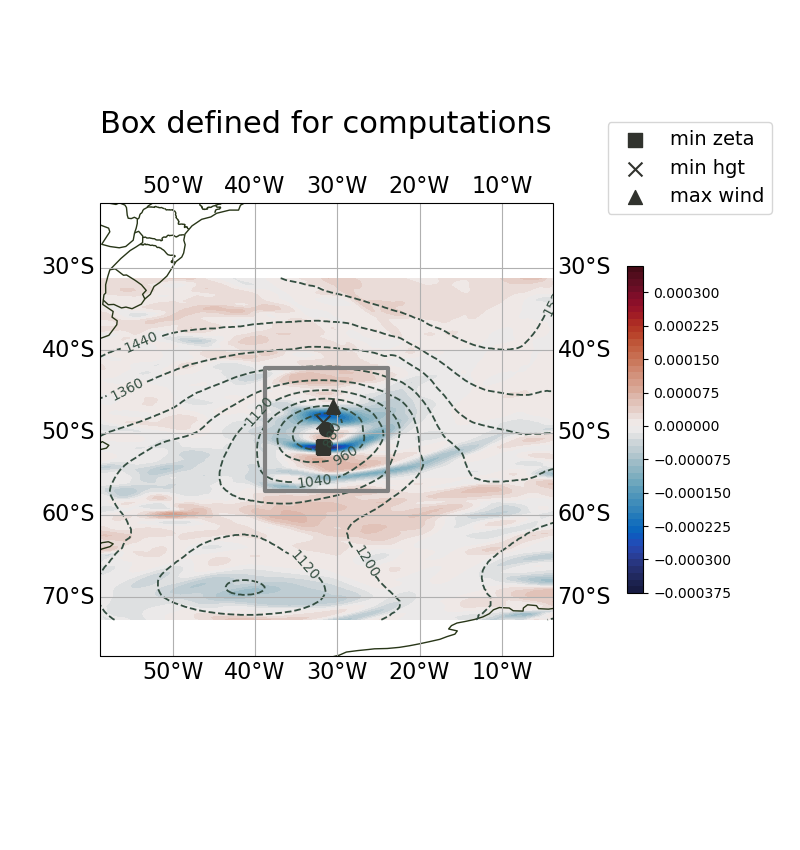 Box defined for computations
min zeta
min hgt
max wind
50°W 40°W 30°W 20°W 10°W
30°S 30°S
40°S 40°S
50°S 50°S
60°S 60°S
70°S 70°S
50°W 40°W 30°W 20°W 10°W
1440
1360
1120
960
1040
1120
1200
0.000300
0.000225
0.000150
0.000075
0.000000
−0.000075
−0.000150
−0.000225
−0.000300
−0.000375